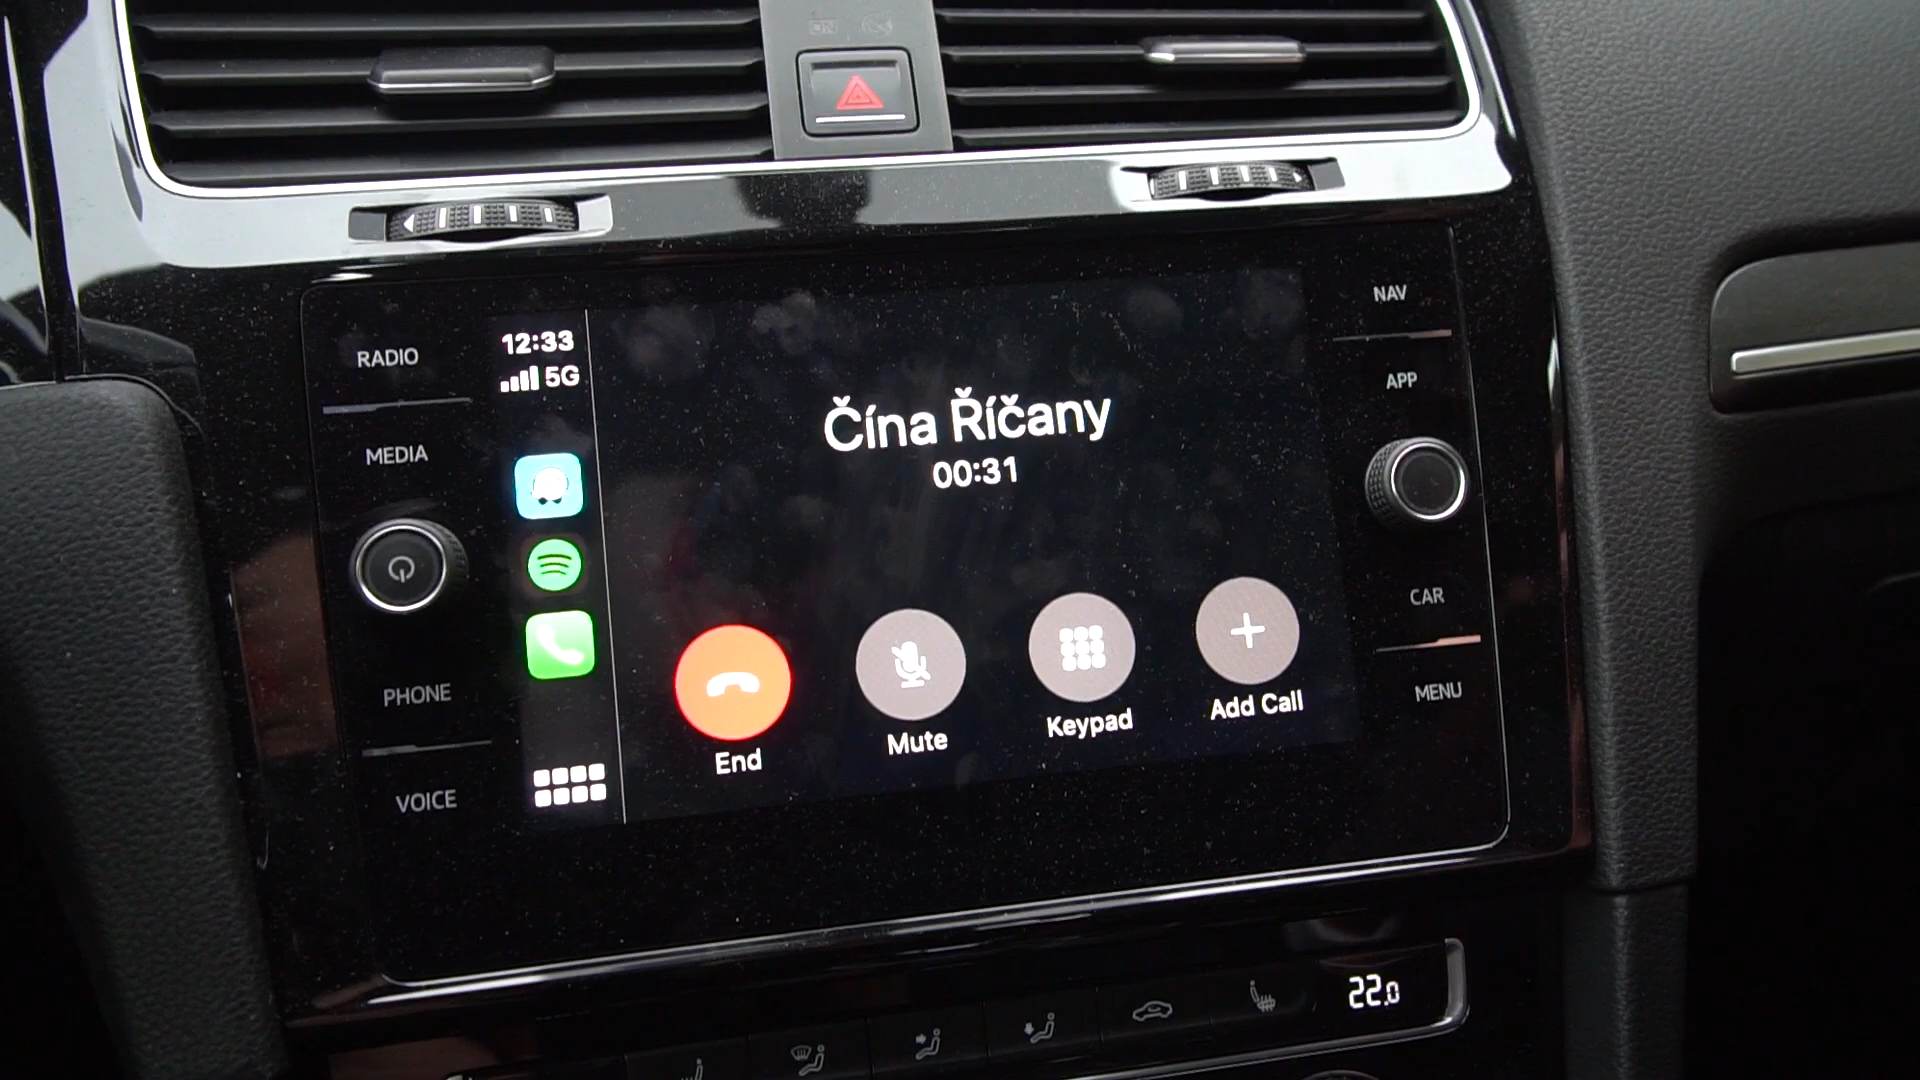 RADIO
MEDIA
PHONE
VOICE
12:33
5G
Čína Říčany
00:31
End
Mute
Keypad
Add Call
NAV
APP
CAR
MENU
22.0